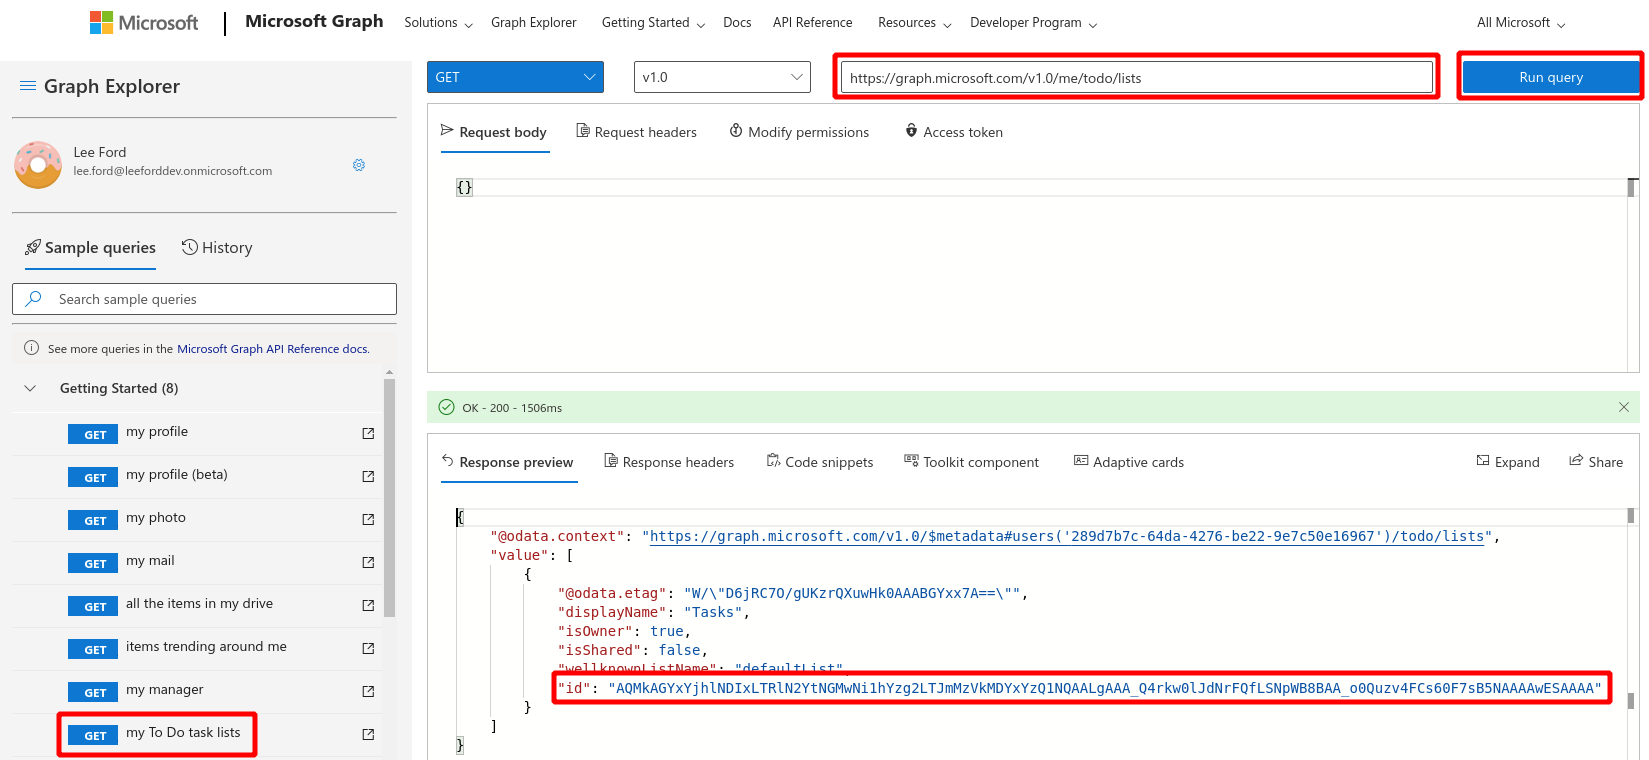 Microsoft | Microsoft Graph Solutions Graph Explorer Getting Started Docs API Reference Resources Developer Program All Microsoft
Graph Explorer
Lee Ford
lee.ford@leeforddev.onmicrosoft.com
Sample queries History
Search sample queries
See more queries in the Microsoft Graph API Reference docs.
Getting Started (8)
GET my profile
GET my profile (beta)
GET my photo
GET my mail
GET all the items in my drive
GET items trending around me
GET my manager
GET my To Do task lists
GET v1.0 https://graph.microsoft.com/v1.0/me/todo/lists Run query
Request body Request headers Modify permissions Access token
{}
OK - 200 - 1506ms
Response preview Response headers Code snippets Toolkit component Adaptive cards Expand Share
{
"@odata.context": "https://graph.microsoft.com/v1.0/$metadata#users('289d7b7c-64da-4276-be22-9e7c50e16967')/todo/lists",
"value": [
{
"@odata.etag": "W/\"D6jRC7O/gUKzrQXuwHk0AAABGYxx7A==\"",
"displayName": "Tasks",
"isOwner": true,
"isShared": false,
"wellknownListName": "defaultList",
"id": "AQMkAGYxYjhlNDIxLTRlN2YtNGMwNi1hYzg2LTJmMzVkMDYxYzQ1NQAALgAAA_Q4rkw0lJdNrFQfLSNpWB8BAA_o0Quzv4FCs60F7sB5NAAAAwESAAAA"
}
]
}